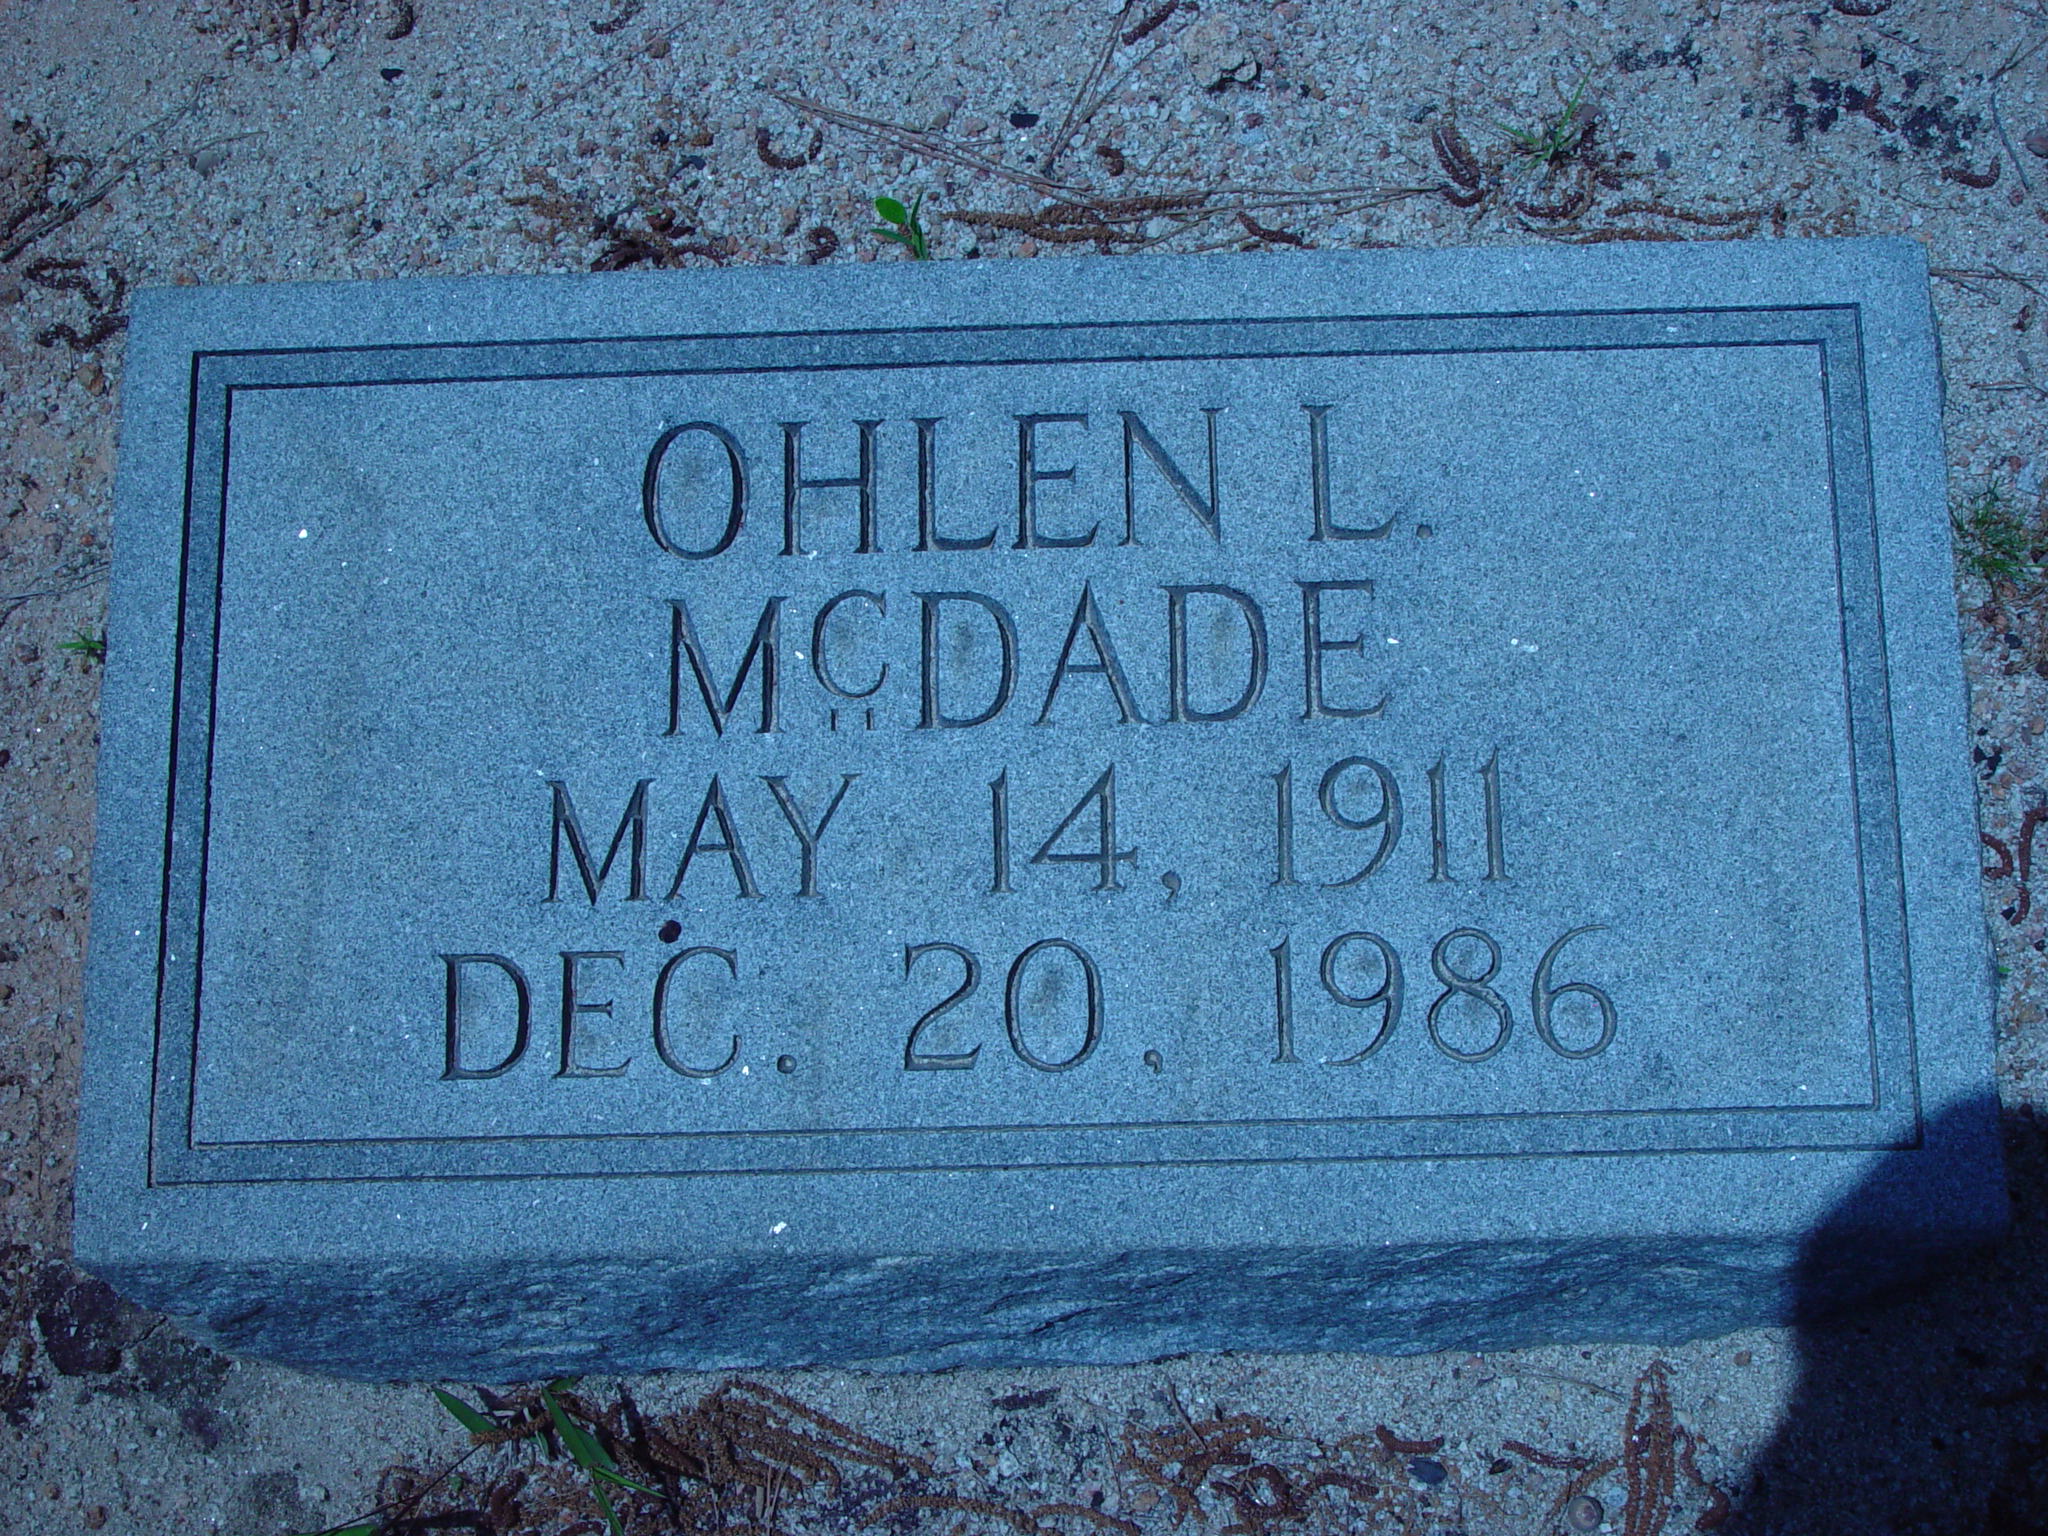 OHLEN L.
McDADE
MAY 14, 1911
DEC. 20, 1986